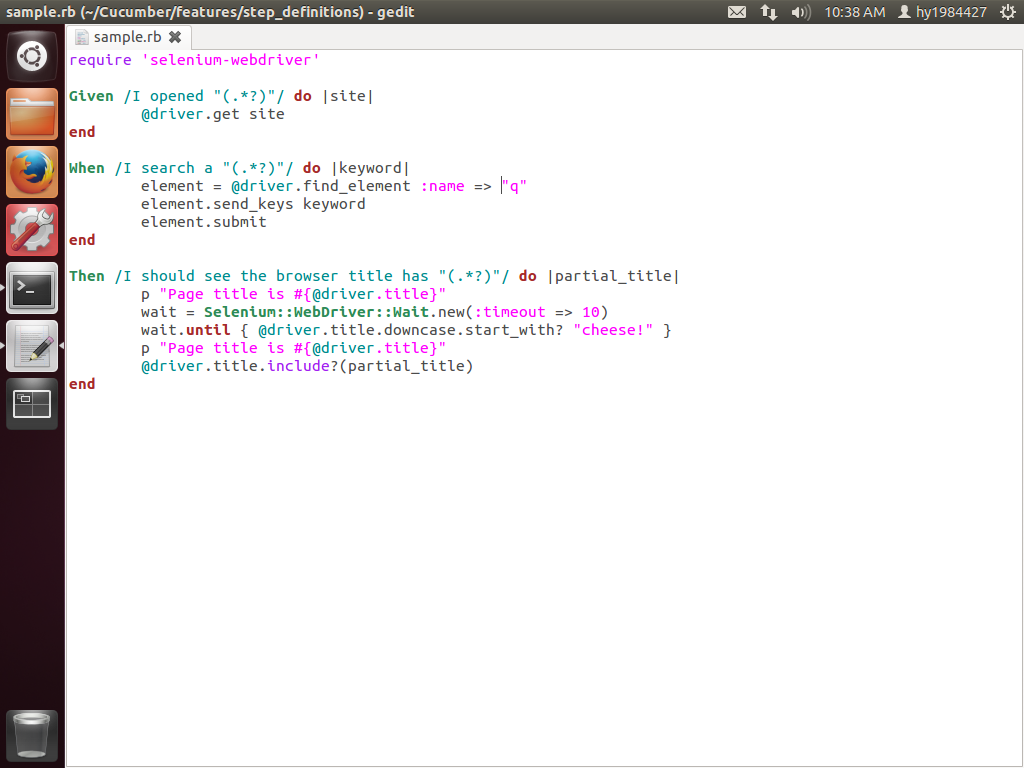 sample.rb (~/Cucumber/features/step_definitions) - gedit
10:38 AM hy1984427
sample.rb
require 'selenium-webdriver'
Given /I opened "(.*?)"/ do |site|
@driver.get site
end
When /I search a "(.*?)"/ do |keyword|
element = @driver.find_element :name => "q"
element.send_keys keyword
element.submit
end
Then /I should see the browser title has "(.*?)"/ do |partial_title|
p "Page title is #{@driver.title}"
wait = Selenium::WebDriver::Wait.new(:timeout => 10)
wait.until { @driver.title.downcase.start_with? "cheese!" }
p "Page title is #{@driver.title}"
@driver.title.include?(partial_title)
end